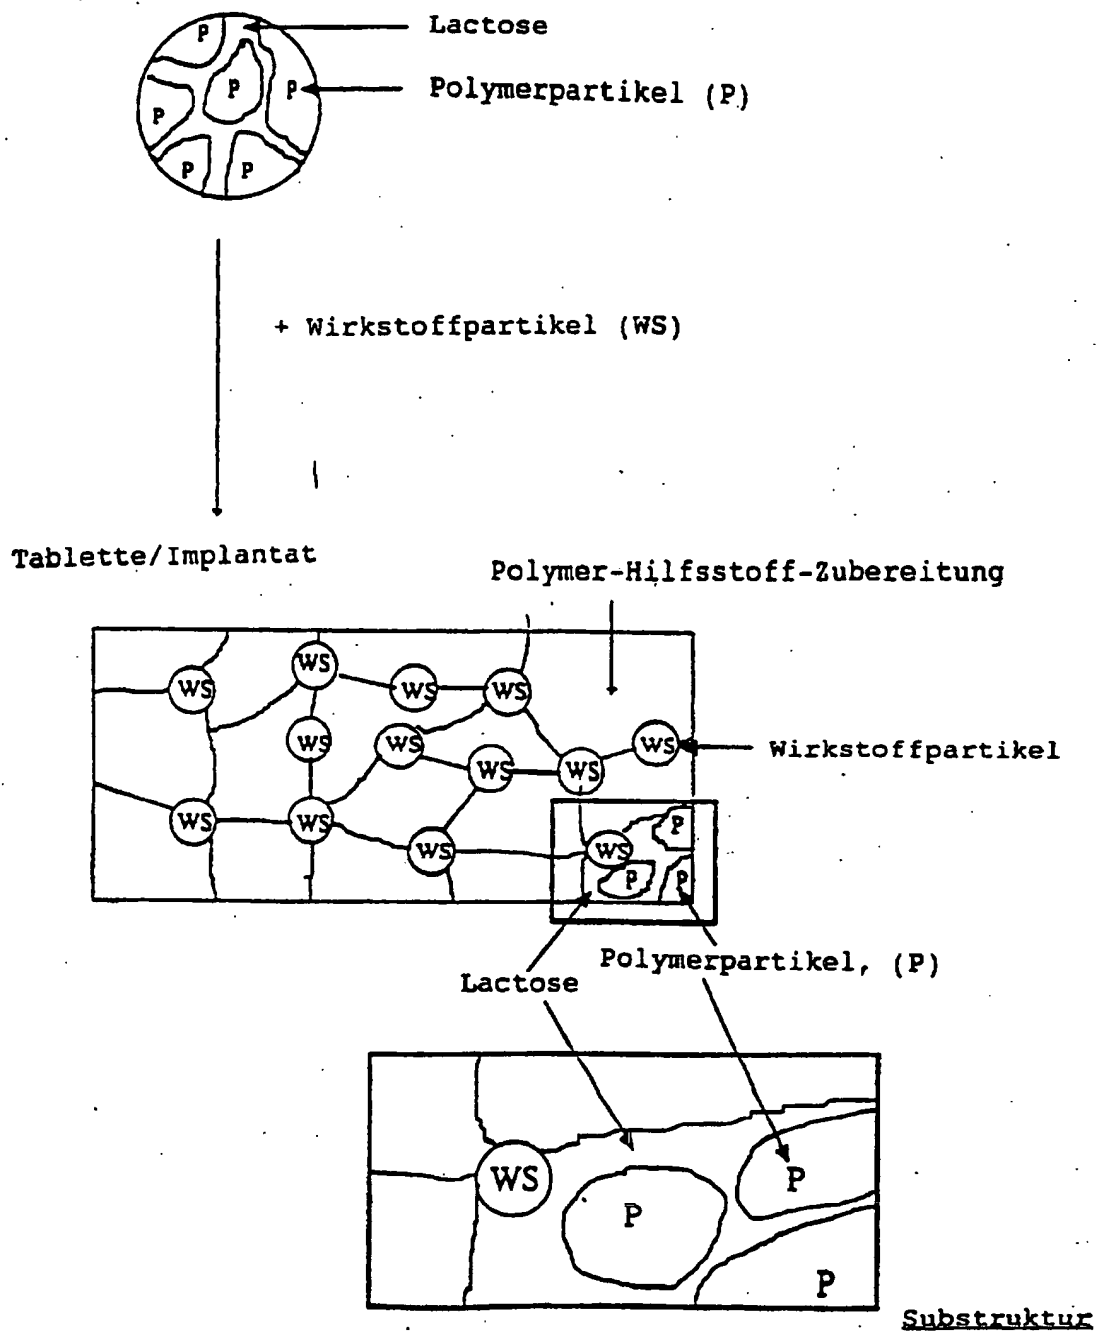 Lactose
P
P
P
Polymerpartikel (P)
P
P
P
+ Wirkstoffpartikel (WS)
Tablette/Implantat
Polymer-Hilfsstoff-Zubereitung
WS
WS
WS
WS
WS
WS
WS
Wirkstoffpartikel
WS
WS
WS
WS
P
WS
WS
P
P
Polymerpartikel, (P)
Lactose
WS
P
P
P
Substruktur